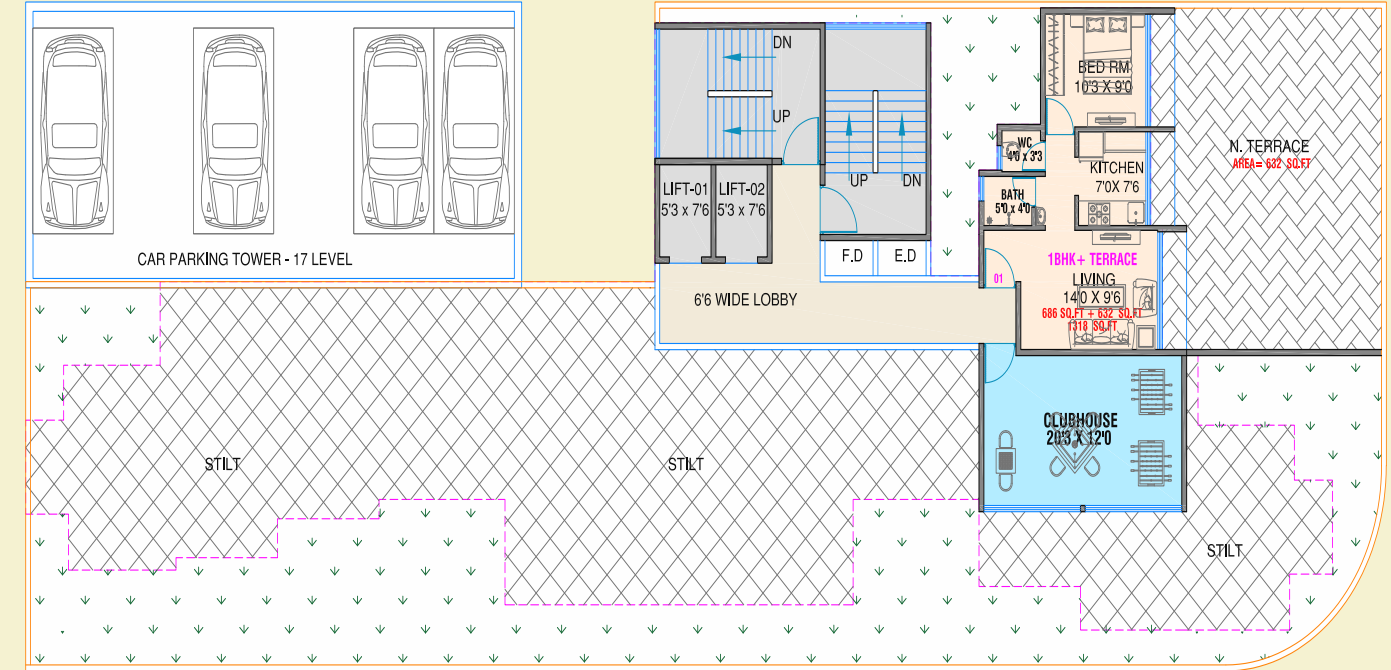 DN
UP
UP
DN
LIFT-01
5'3 x 7'6
LIFT-02
5'3 x 7'6
F.D
E.D
6'6 WIDE LOBBY
CAR PARKING TOWER - 17 LEVEL
BED RM
10'3 X 9'0
WC
4'0 x 3'3
KITCHEN
7'0X 7'6
BATH
5'0 x 4'0
N. TERRACE
AREA= 632 SQ.FT
1BHK+ TERRACE
01
LIVING
14'0 X 9'6
686 SQ.FT + 632 SQ.FT
1318 SQ.FT
CLUBHOUSE
20'3 X 12'0
STILT
STILT
STILT